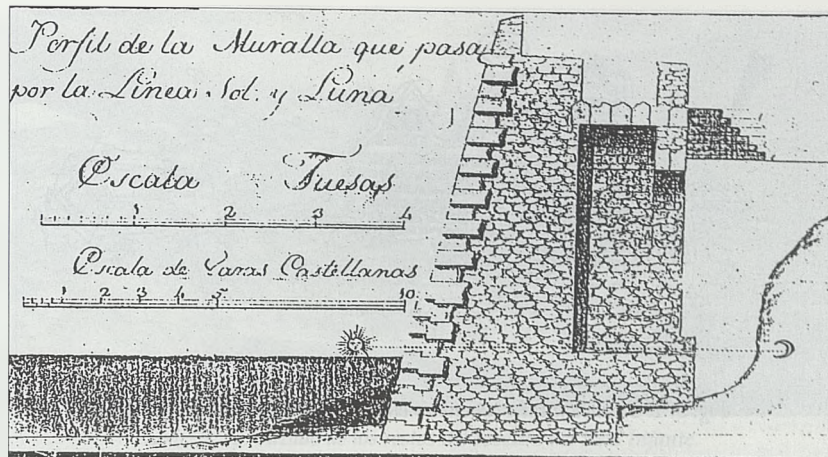 Perfil de la Muralla que pasa
por la Linea Sol y Luna
Escala Tuesas
1 2 3 4
Escala de Varas Castellanas
1 2 3 4 5 10